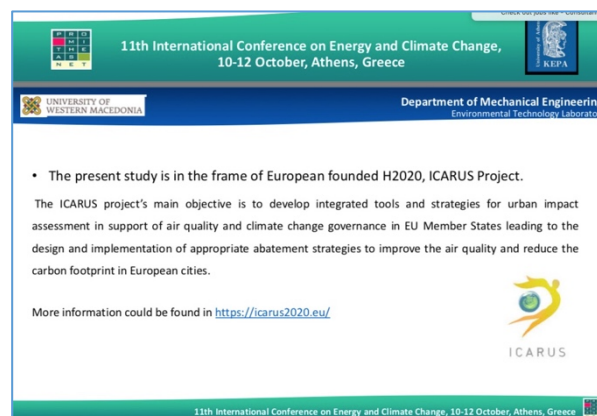 P R O
M I
T H E
A S
N E T
11th International Conference on Energy and Climate Change,
10-12 October, Athens, Greece
University of Athens
KEPA
UNIVERSITY OF
WESTERN MACEDONIA
Department of Mechanical Engineerin
Environmental Technology Laborato
• The present study is in the frame of European founded H2020, ICARUS Project.
The ICARUS project's main objective is to develop integrated tools and strategies for urban impact
assessment in support of air quality and climate change governance in EU Member States leading to the
design and implementation of appropriate abatement strategies to improve the air quality and reduce the
carbon footprint in European cities.
More information could be found in https://icarus2020.eu/
ICARUS
11th International Conference on Energy and Climate Change, 10-12 October, Athens, Greece